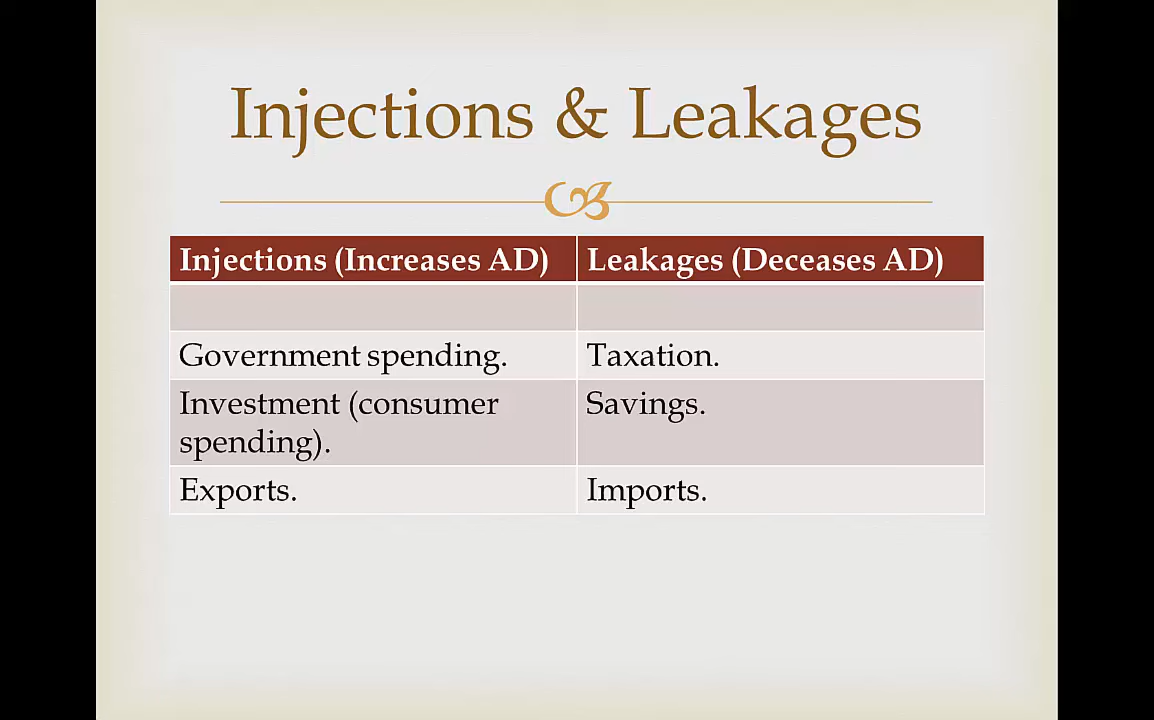 Injections & Leakages
Injections (Increases AD) Leakages (Deceases AD)
Government spending. Taxation.
Investment (consumer spending). Savings.
Exports. Imports.